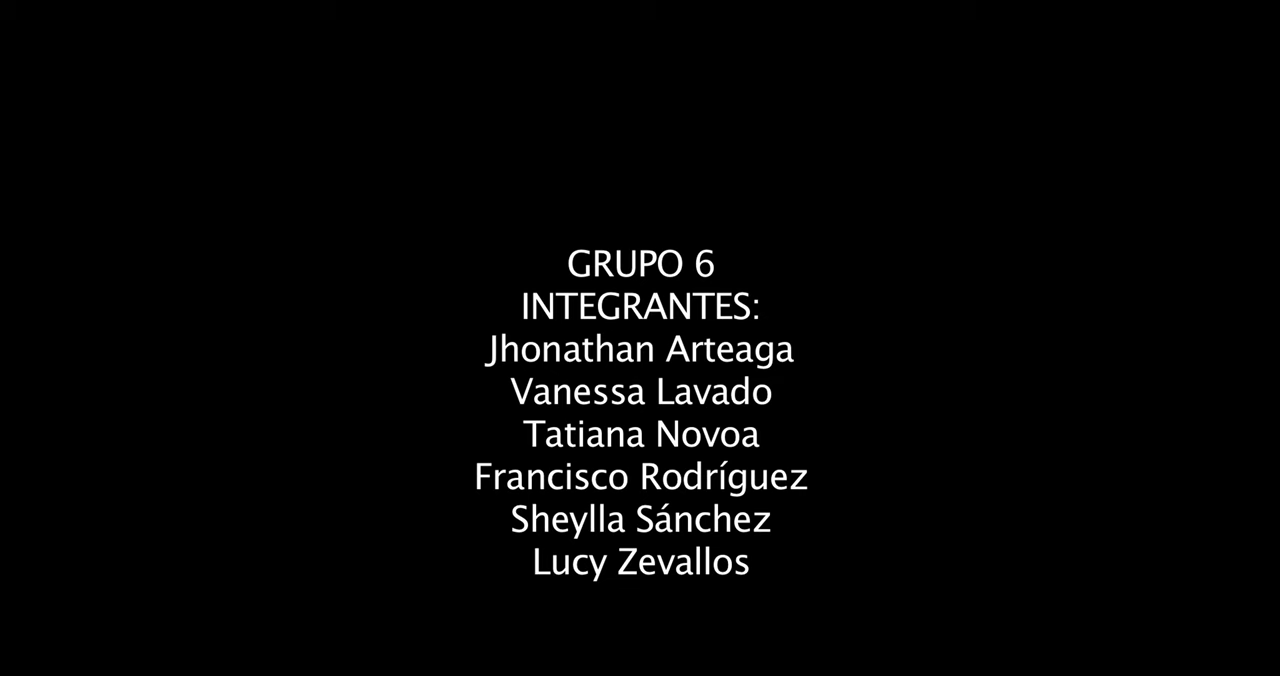 GRUPO 6
INTEGRANTES:
Jhonathan Arteaga
Vanessa Lavado
Tatiana Novoa
Francisco Rodríguez
Sheylla Sánchez
Lucy Zevallos